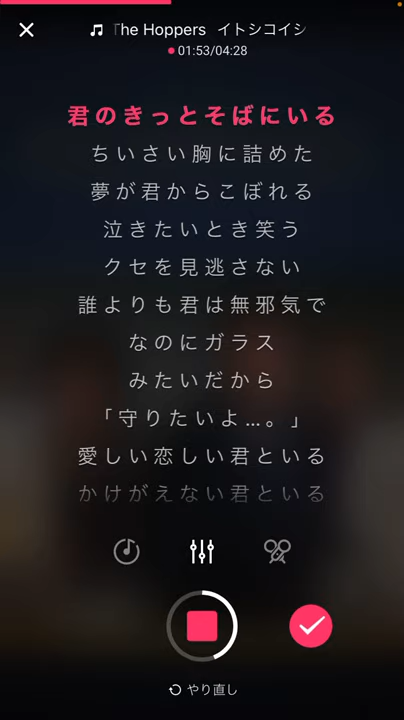 The Hoppers イトシコイシ
01:53/04:28
君のきっとそばにいる
ちいさい胸に詰めた
夢が君からこぼれる
泣きたいとき笑う
クセを見逃さない
誰よりも君は無邪気で
なのにガラス
みたいだから
「守りたいよ…。」
愛しい恋しい君といる
かけがえない君といる
やり直し